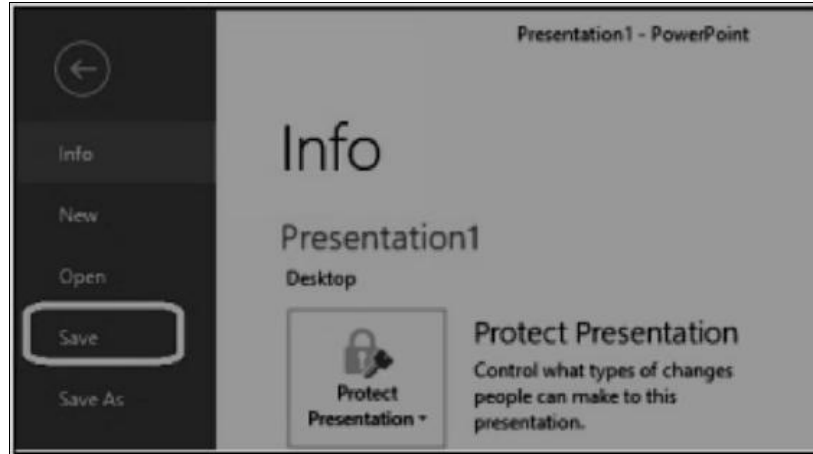 Presentation1 - PowerPoint
Info
Info
New
Presentation1
Open
Desktop
Save
Protect Presentation
Control what types of changes
people can make to this
presentation.
Protect
Presentation
Save As